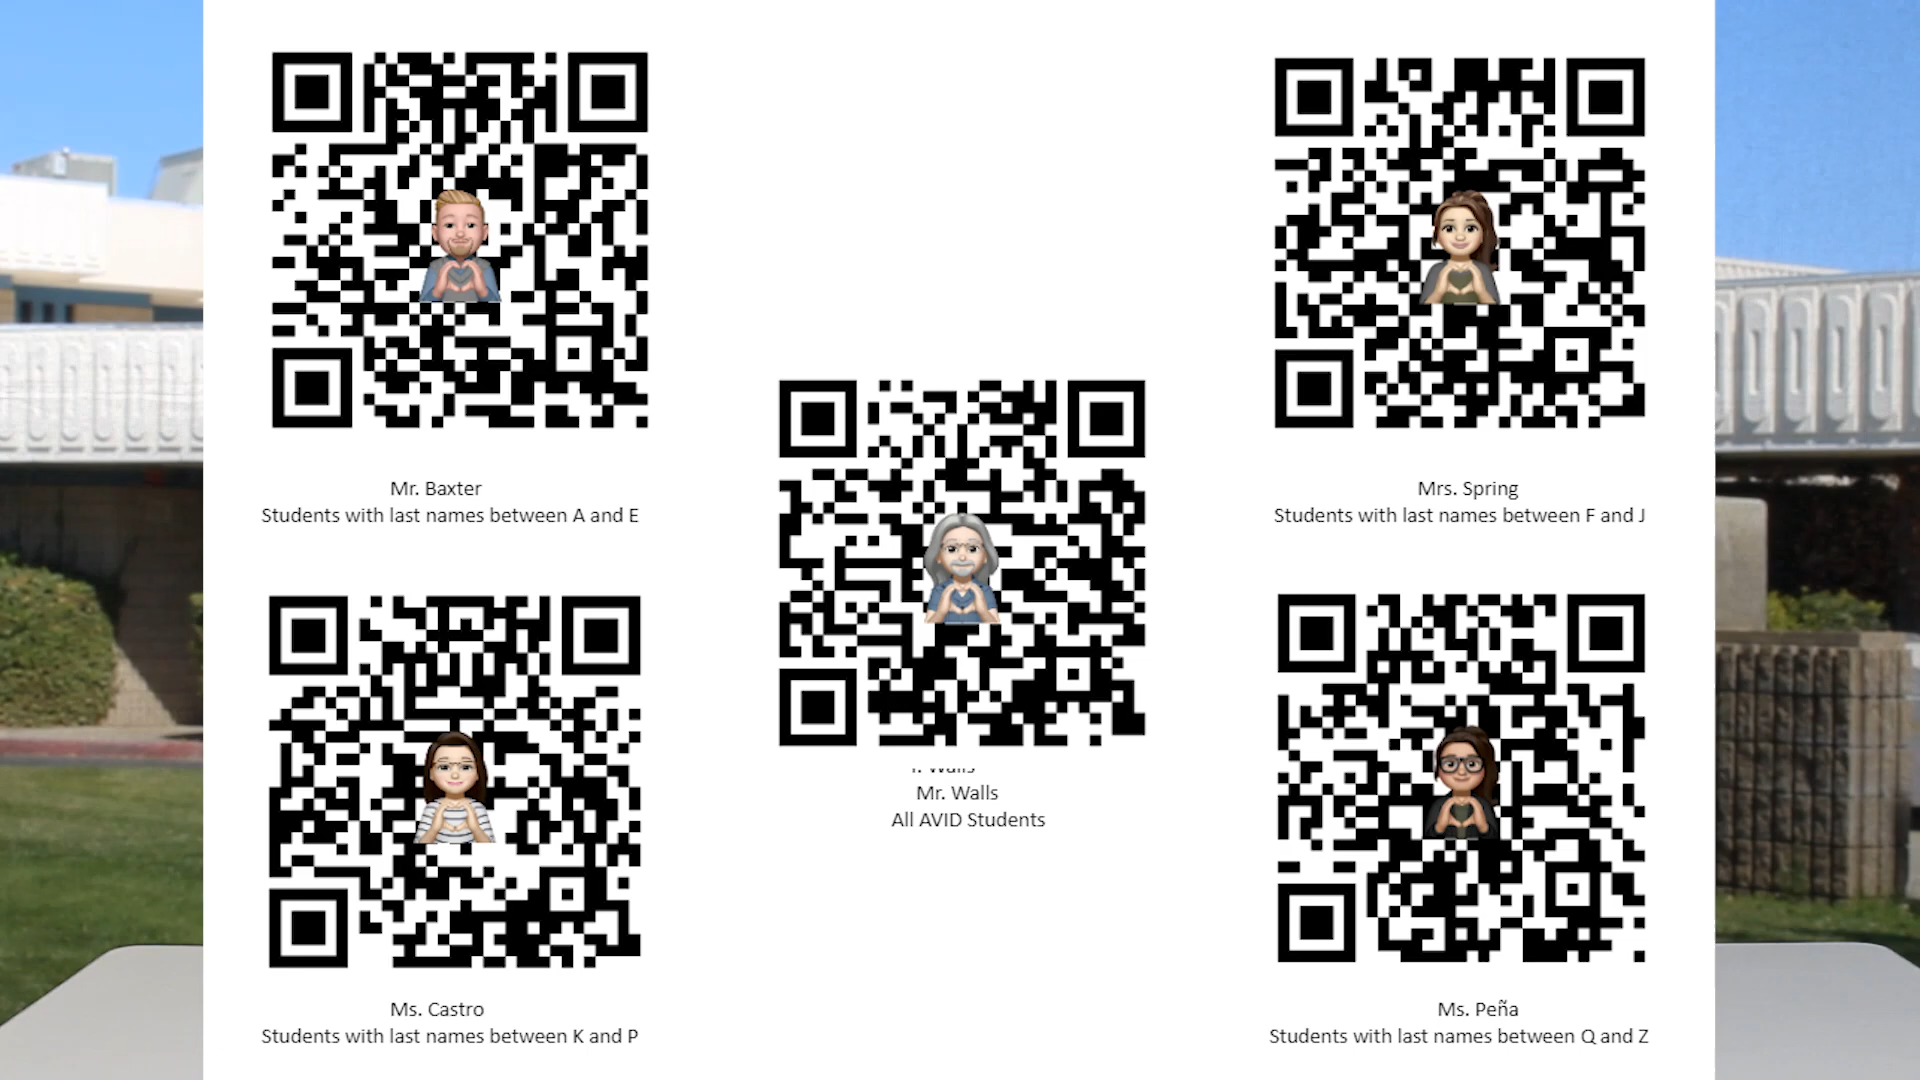 Mr. Baxter
Students with last names between A and E
Mrs. Spring
Students with last names between F and J
Walls
Mr. Walls
All AVID Students
Ms. Castro
Students with last names between K and P
Ms. Peña
Students with last names between Q and Z